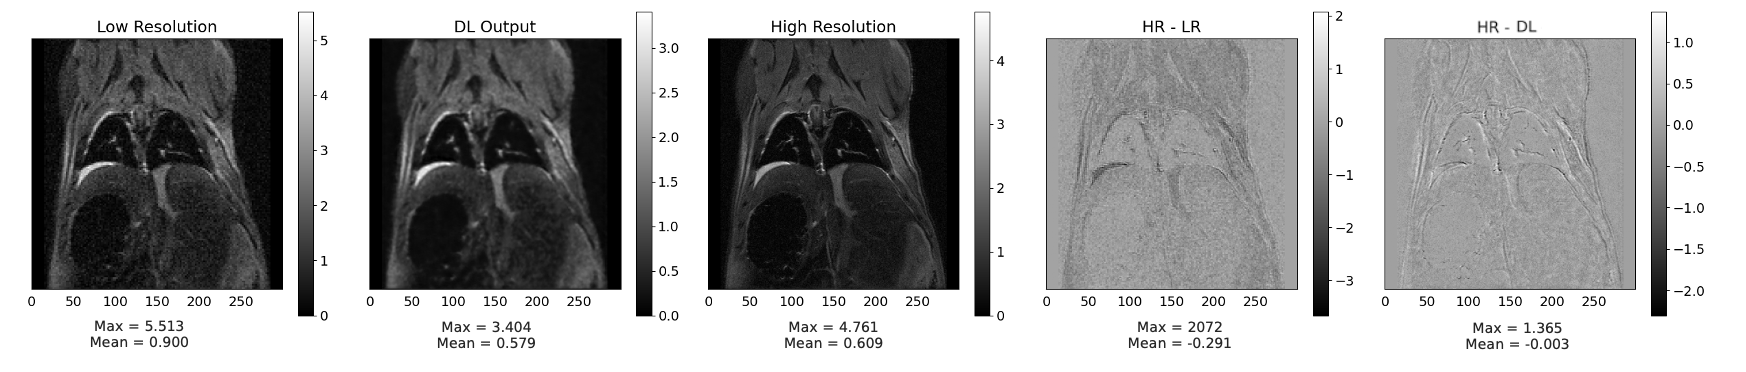 Low Resolution
DL Output
High Resolution
HR - LR
HR - DL
5
4
3
2
1
0
3.0
2.5
2.0
1.5
1.0
0.5
0.0
4
3
2
1
0
2
1
0
−1
−2
−3
1.0
0.5
0.0
−0.5
−1.0
−1.5
−2.0
0 50 100 150 200 250
0 50 100 150 200 250
0 50 100 150 200 250
0 50 100 150 200 250
0 50 100 150 200 250
Max = 5.513
Mean = 0.900
Max = 3.404
Mean = 0.579
Max = 4.761
Mean = 0.609
Max = 2072
Mean = -0.291
Max = 1.365
Mean = -0.003